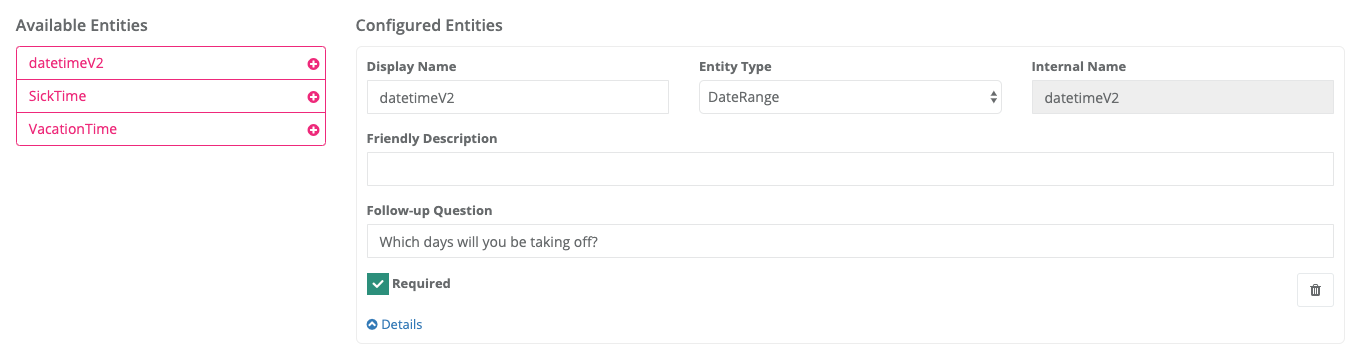 Available Entities
datetimeV2
SickTime
VacationTime
Configured Entities
Display Name
datetimeV2
Entity Type
DateRange
Internal Name
datetimeV2
Friendly Description
Follow-up Question
Which days will you be taking off?
Required
Details